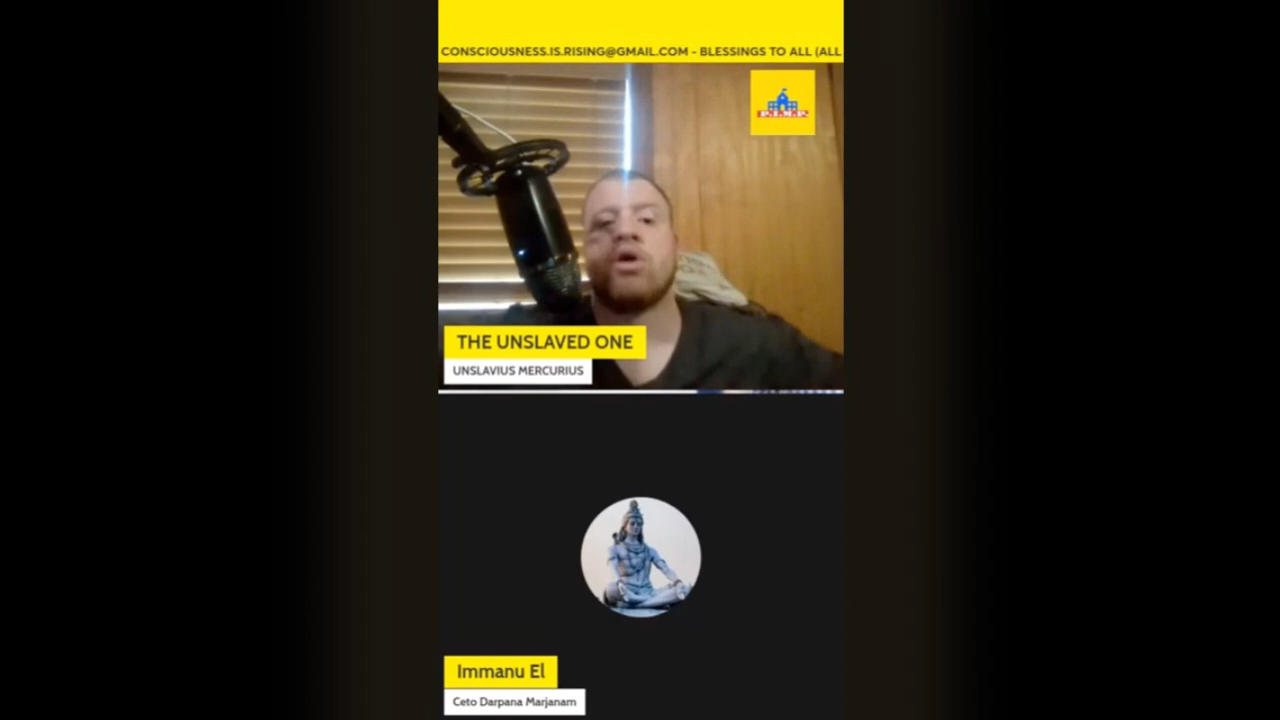 CONSCIOUSNESS.IS.RISING@GMAIL.COM - BLESSINGS TO ALL (ALL
THE UNSLAVED ONE
UNSLAVIUS MERCURIUS
Immanu El
Ceto Darpana Marjanam